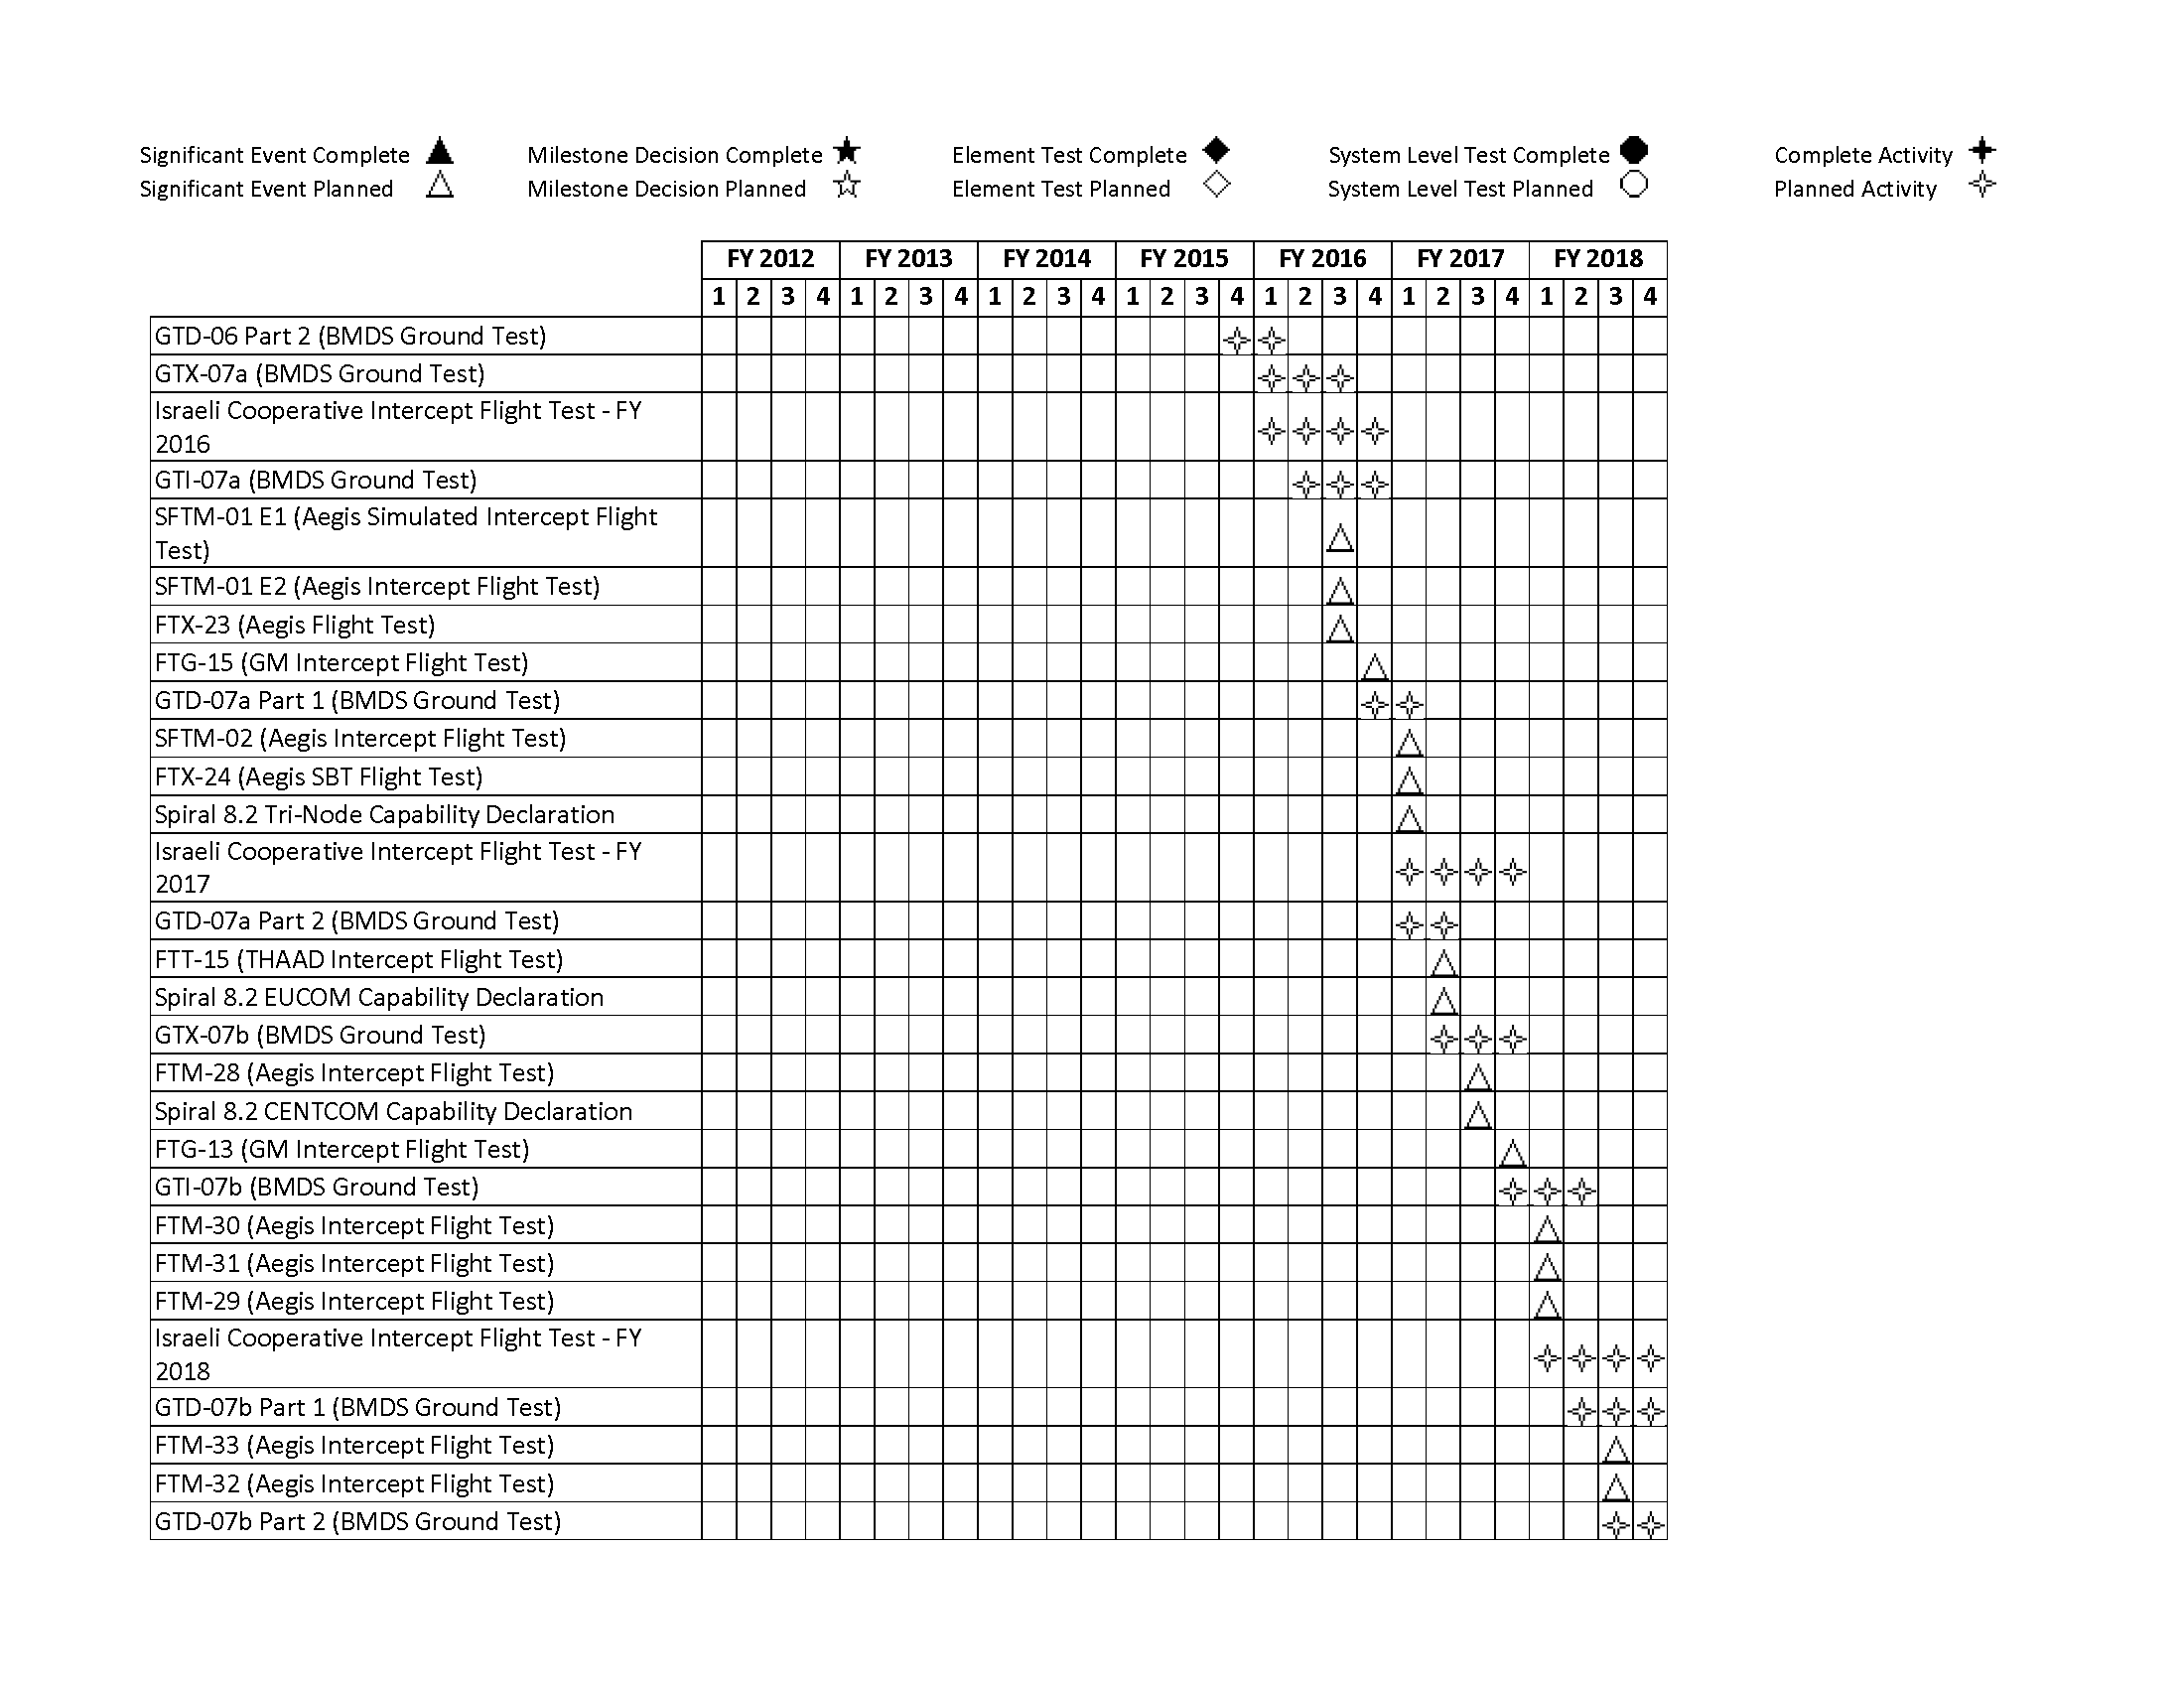 Significant Event Complete Milestone Decision Complete Element Test Complete System Level Test Complete Complete Activity
Significant Event Planned Milestone Decision Planned Element Test Planned System Level Test Planned Planned Activity
FY 2012 FY 2013 FY 2014 FY 2015 FY 2016 FY 2017 FY 2018
1 2 3 4 1 2 3 4 1 2 3 4 1 2 3 4 1 2 3 4 1 2 3 4 1 2 3 4
GTD-06 Part 2 (BMDS Ground Test)
GTX-07a (BMDS Ground Test)
Israeli Cooperative Intercept Flight Test - FY
2016
GTI-07a (BMDS Ground Test)
SFTM-01 E1 (Aegis Simulated Intercept Flight
Test)
SFTM-01 E2 (Aegis Intercept Flight Test)
FTX-23 (Aegis Flight Test)
FTG-15 (GM Intercept Flight Test)
GTD-07a Part 1 (BMDS Ground Test)
SFTM-02 (Aegis Intercept Flight Test)
FTX-24 (Aegis SBT Flight Test)
Spiral 8.2 Tri-Node Capability Declaration
Israeli Cooperative Intercept Flight Test - FY
2017
GTD-07a Part 2 (BMDS Ground Test)
FTT-15 (THAAD Intercept Flight Test)
Spiral 8.2 EUCOM Capability Declaration
GTX-07b (BMDS Ground Test)
FTM-28 (Aegis Intercept Flight Test)
Spiral 8.2 CENTCOM Capability Declaration
FTG-13 (GM Intercept Flight Test)
GTI-07b (BMDS Ground Test)
FTM-30 (Aegis Intercept Flight Test)
FTM-31 (Aegis Intercept Flight Test)
FTM-29 (Aegis Intercept Flight Test)
Israeli Cooperative Intercept Flight Test - FY
2018
GTD-07b Part 1 (BMDS Ground Test)
FTM-33 (Aegis Intercept Flight Test)
FTM-32 (Aegis Intercept Flight Test)
GTD-07b Part 2 (BMDS Ground Test)